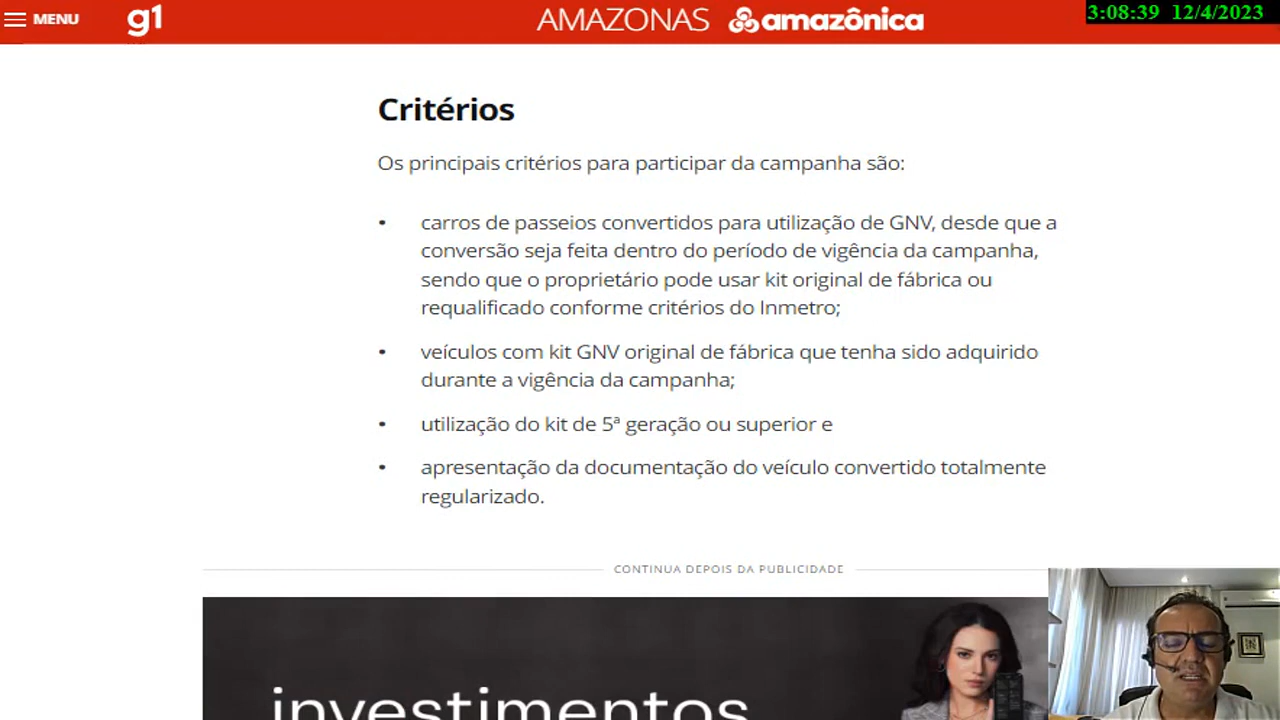 MENU
g1
AMAZONAS amazônica
3:08:39 12/4/2023
Critérios
Os principais critérios para participar da campanha são:
• carros de passeios convertidos para utilização de GNV, desde que a
conversão seja feita dentro do período de vigência da campanha,
sendo que o proprietário pode usar kit original de fábrica ou
requalificado conforme critérios do Inmetro;
• veículos com kit GNV original de fábrica que tenha sido adquirido
durante a vigência da campanha;
• utilização do kit de 5ª geração ou superior e
• apresentação da documentação do veículo convertido totalmente
regularizado.
CONTINUA DEPOIS DA PUBLICIDADE
investimentos